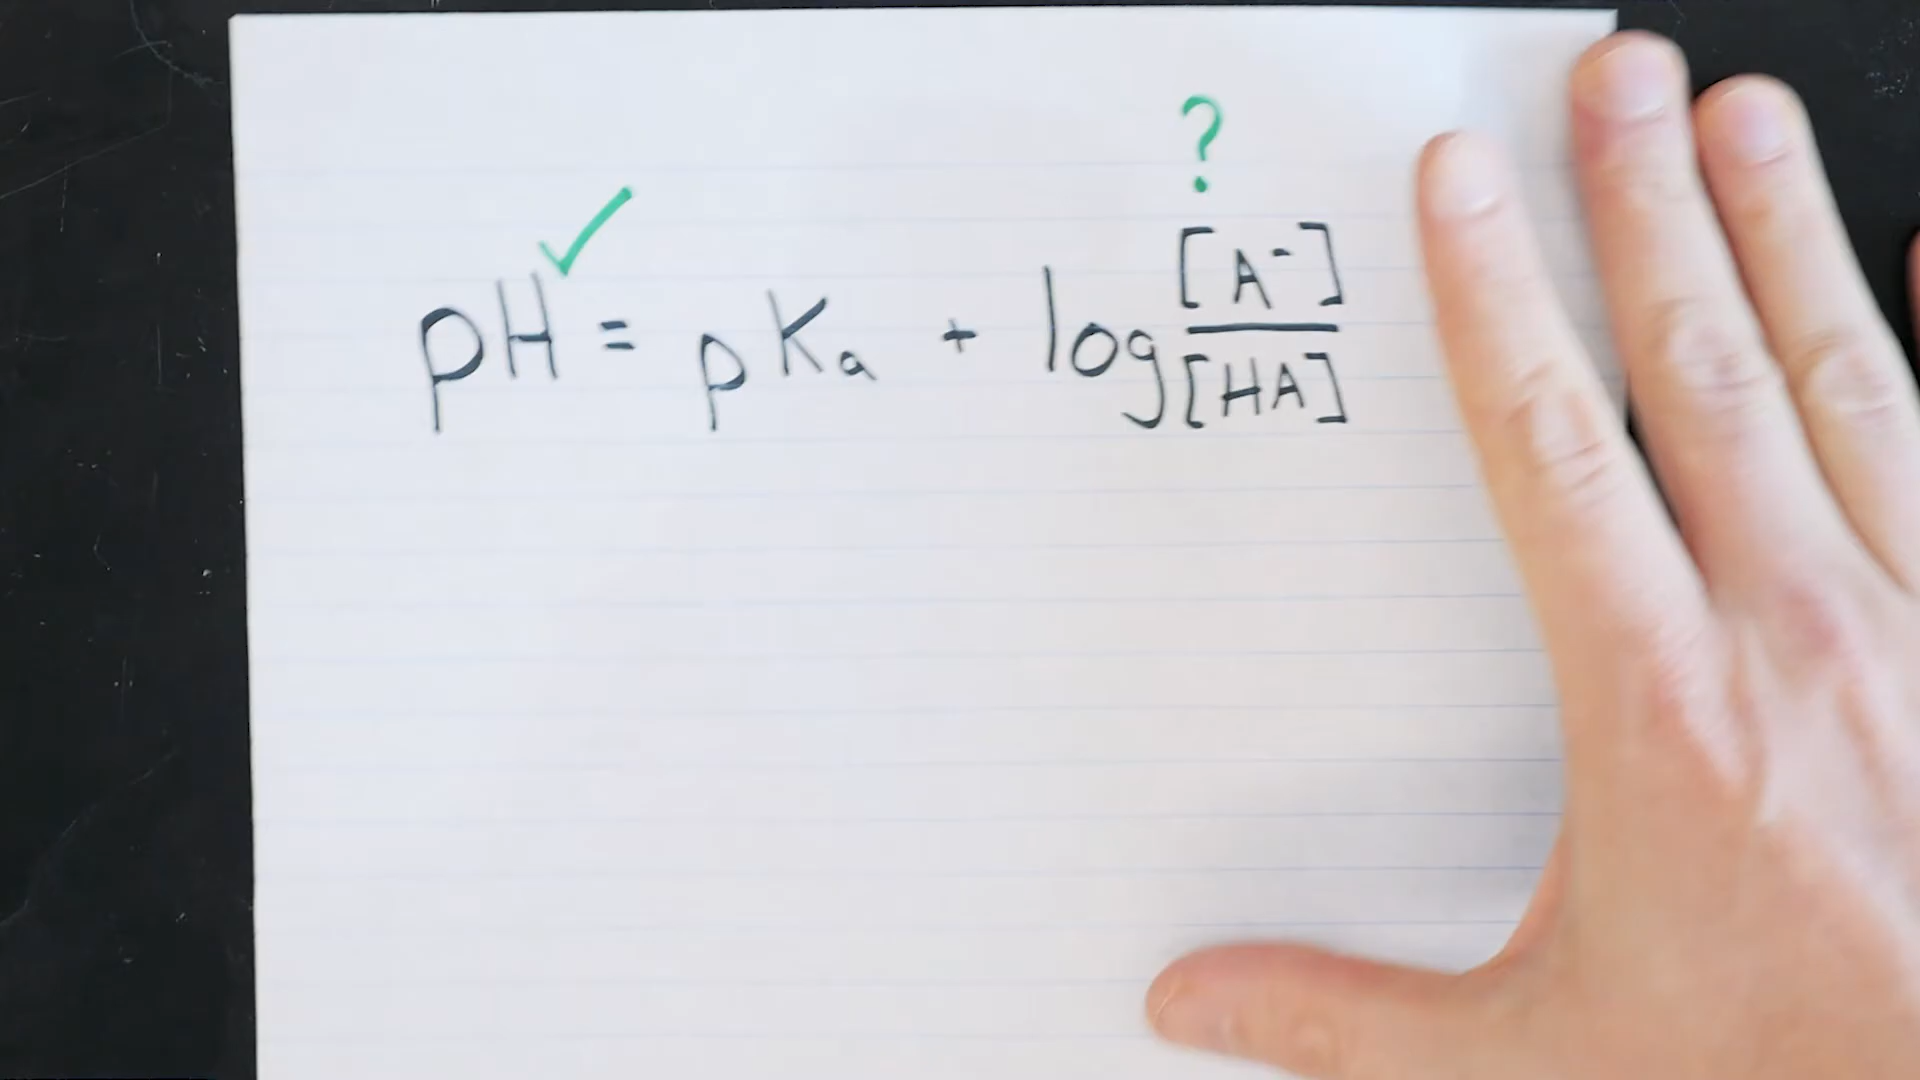 ✓ ?
pH = pKa + log [A-]/[HA]